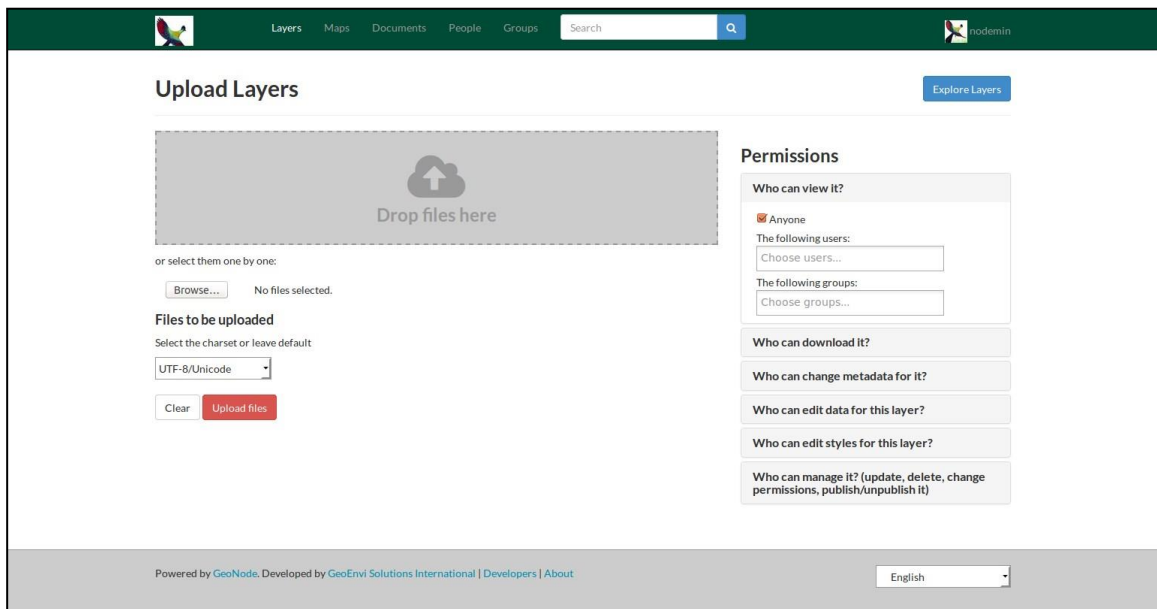 Layers Maps Documents People Groups Search nodemin
Upload Layers
Explore Layers
Drop files here
or select them one by one:
Browse... No files selected.
Files to be uploaded
Select the charset or leave default
UTF-8/Unicode
Clear Upload files
Permissions
Who can view it?
Anyone
The following users:
Choose users...
The following groups:
Choose groups...
Who can download it?
Who can change metadata for it?
Who can edit data for this layer?
Who can edit styles for this layer?
Who can manage it? (update, delete, change
permissions, publish/unpublish it)
Powered by GeoNode. Developed by GeoEnvi Solutions International | Developers | About
English